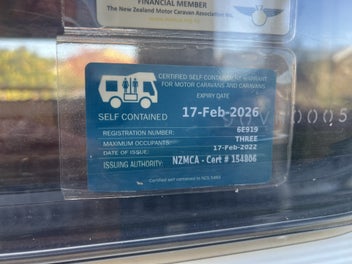 FINANCIAL MEMBER
The New Zealand Motor Caravan Association Inc.
CERTIFIED SELF CONTAINMENT WARRANT
FOR MOTOR CARAVANS AND CARAVANS
EXPIRY DATE
17-Feb-2026
SELF CONTAINED
REGISTRATION NUMBER: 6E919
MAXIMUM OCCUPANTS: THREE
DATE OF ISSUE: 17-Feb-2022
ISSUING AUTHORITY: NZMCA - Cert # 154806
Certified self contained to NZS 5465